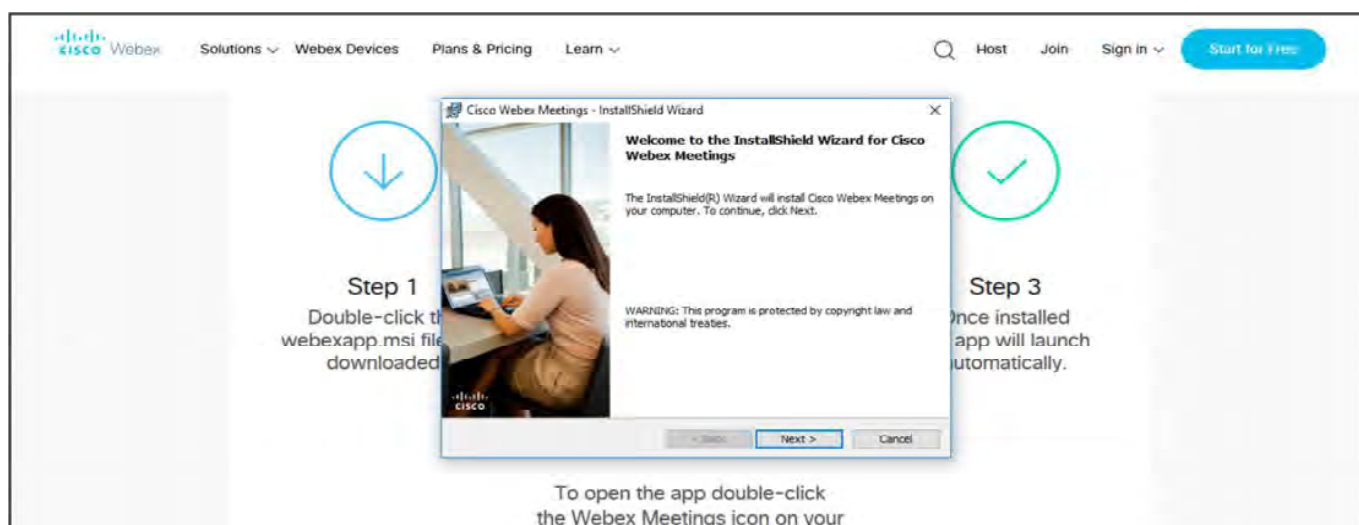 cisco Webex Solutions Webex Devices Plans & Pricing Learn Host Join Sign in Start for Free
Cisco Webex Meetings - InstallShield Wizard
Welcome to the InstallShield Wizard for Cisco
Webex Meetings
The InstallShield(R) Wizard will install Cisco Webex Meetings on
your computer. To continue, click Next.
WARNING: This program is protected by copyright law and
international treaties.
cisco
< Back Next > Cancel
Step 1
Double-click th
webexapp.msi file
downloaded
Step 3
Once installed
app will launch
utomatically.
To open the app double-click
the Webex Meetings icon on your